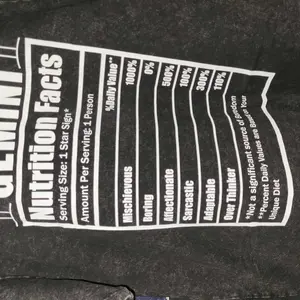 GEMINI
Nutrition Facts
Serving Size: 1 Star Sign*
Amount Per Serving: 1 Person
%Daily Value**
Mischievous 1000%
Boring 0%
Affectionate 500%
Sarcastic 100%
Adaptable 300%
Over Thinker 110%
*Not a significant source of boredom
**Percent Daily Values are Based on Your
Unique Diet